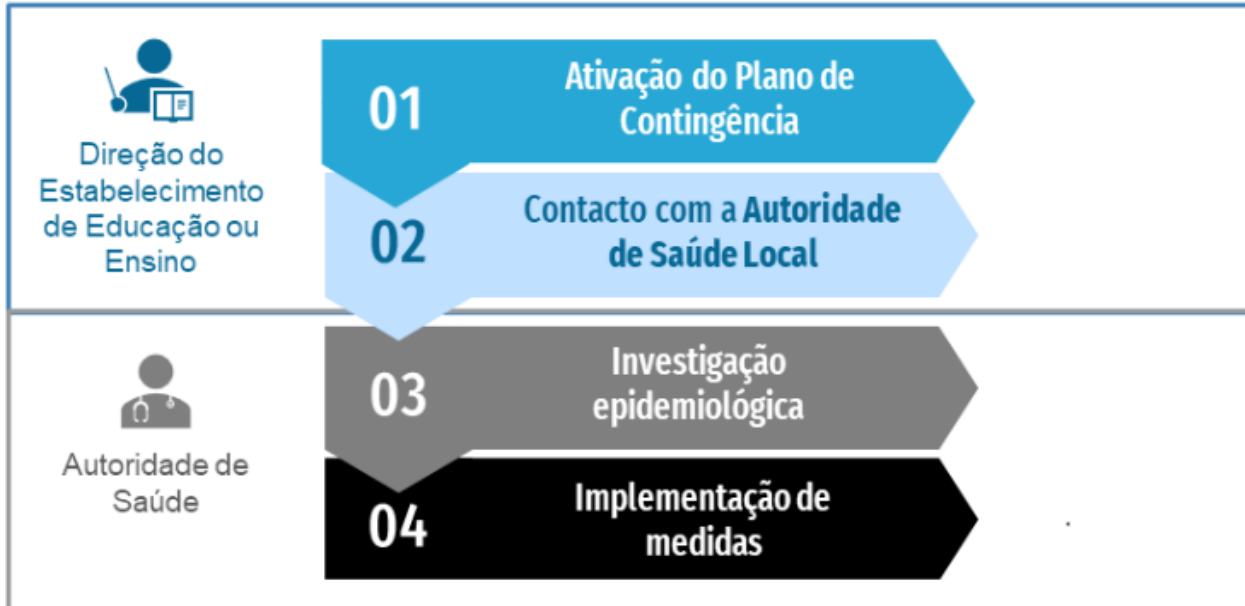 Direção do
Estabelecimento
de Educação ou
Ensino
01
Ativação do Plano de
Contingência
02
Contacto com a Autoridade
de Saúde Local
Autoridade de
Saúde
03
Investigação
epidemiológica
04
Implementação de
medidas
.